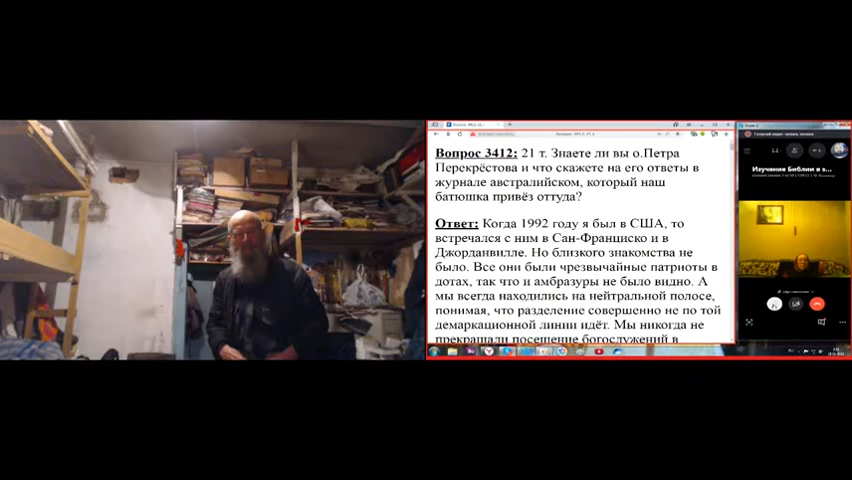 Вопрос 3412: 21 т. Знаете ли вы о.Петра
Перекрёстова и что скажете на его ответы в
журнале австралийском, который наш
батюшка привёз оттуда?
Ответ: Когда 1992 году я был в США, то
встречался с ним в Сан-Франциско и в
Джорданвилле. Но близкого знакомства не
было. Все они были чрезвычайные патриоты в
дотах, так что и амбразуры не было видно. А
мы всегда находились на нейтральной полосе,
понимая, что разделение совершенно не по той
демаркационной линии идёт. Мы никогда не
прекращали посещение богослужений в
Изучение Библии в в...